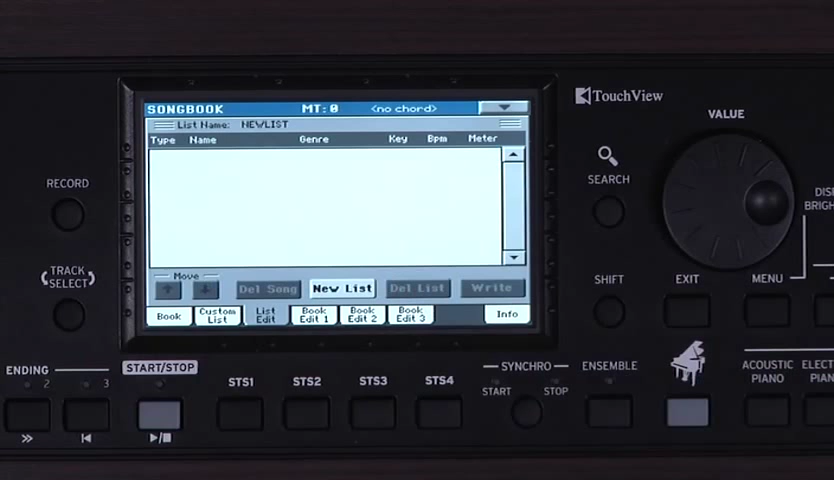 SONGBOOK MT: 0 <no chord>
List Name: NEWLIST
Type Name Genre Key Bpm Meter
Move
Del Song New List Del List Write
Book Custom List List Edit Book Edit 1 Book Edit 2 Book Edit 3 Info
TouchView
VALUE
SEARCH
RECORD
TRACK SELECT
SHIFT EXIT MENU
ENDING 2 3
START/STOP
STS1 STS2 STS3 STS4
SYNCHRO
START STOP
ENSEMBLE
ACOUSTIC PIANO